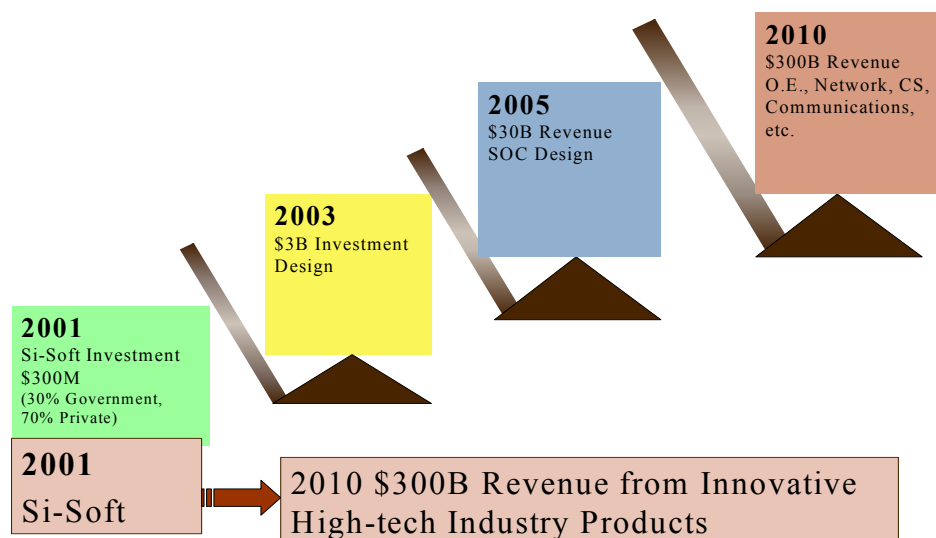 2001
Si-Soft Investment
$300M
(30% Government,
70% Private)
2003
$3B Investment
Design
2005
$30B Revenue
SOC Design
2010
$300B Revenue
O.E., Network, CS,
Communications,
etc.
2001
Si-Soft
2010 $300B Revenue from Innovative
High-tech Industry Products